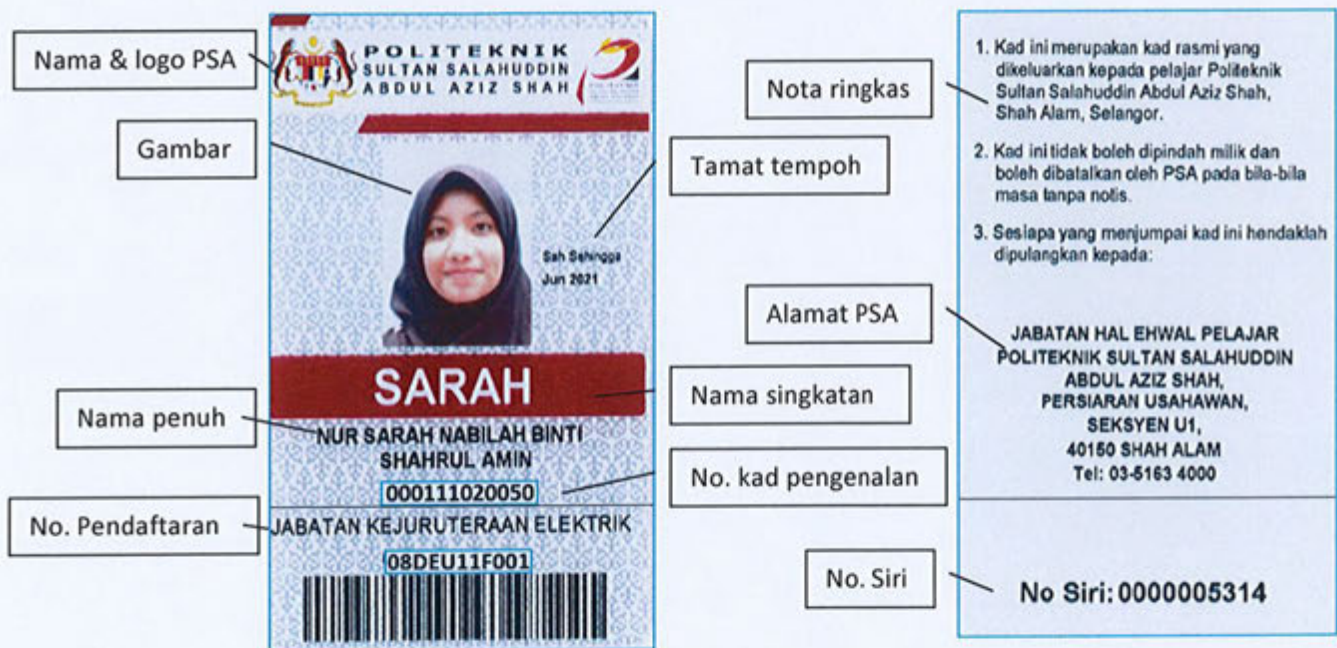 Nama & logo PSA
POLITEKNIK
SULTAN SALAHUDDIN
ABDUL AZIZ SHAH
Gambar
Tamat tempoh
Sah Sehingga
Jun 2021
SARAH
Nama singkatan
Nama penuh
NUR SARAH NABILAH BINTI
SHAHRUL AMIN
000111020050
No. kad pengenalan
No. Pendaftaran
JABATAN KEJURUTERAAN ELEKTRIK
08DEU11F001
Nota ringkas
1. Kad ini merupakan kad rasmi yang
dikeluarkan kepada pelajar Politeknik
Sultan Salahuddin Abdul Aziz Shah,
Shah Alam, Selangor.
2. Kad ini tidak boleh dipindah milik dan
boleh dibatalkan oleh PSA pada bila-bila
masa tanpa notis.
3. Sesiapa yang menjumpai kad ini hendaklah
dipulangkan kepada:
Alamat PSA
JABATAN HAL EHWAL PELAJAR
POLITEKNIK SULTAN SALAHUDDIN
ABDUL AZIZ SHAH,
PERSIARAN USAHAWAN,
SEKSYEN U1,
40150 SHAH ALAM
Tel: 03-5163 4000
No. Siri
No Siri: 0000005314